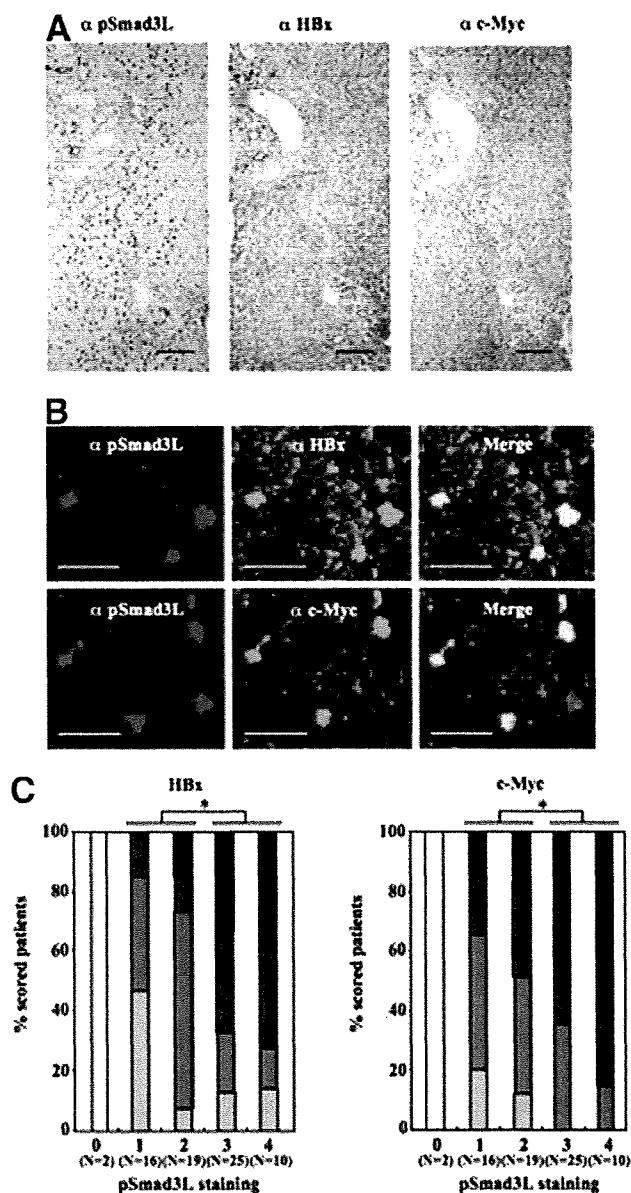 A
α pSmad3L α HBx α c-Myc
B
α pSmad3L α HBx Merge
α pSmad3L α c-Myc Merge
C
HBx c-Myc
* *
% scored patients
100
80
60
40
20
0
0 1 2 3 4
(N=2) (N=16) (N=19) (N=25) (N=10)
pSmad3L staining
% scored patients
100
80
60
40
20
0
0 1 2 3 4
(N=2) (N=16) (N=19) (N=25) (N=10)
pSmad3L staining